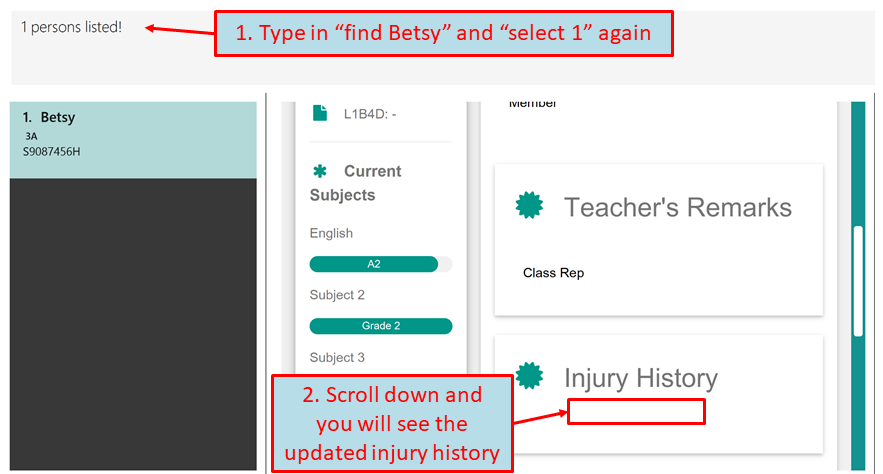 1 persons listed!
1. Type in “find Betsy” and “select 1” again
1. Betsy
3A
S9087456H
L1B4D: -
Current
Subjects
English
A2
Subject 2
Grade 2
Subject 3
Member
Teacher's Remarks
Class Rep
Injury History
2. Scroll down and
you will see the
updated injury history